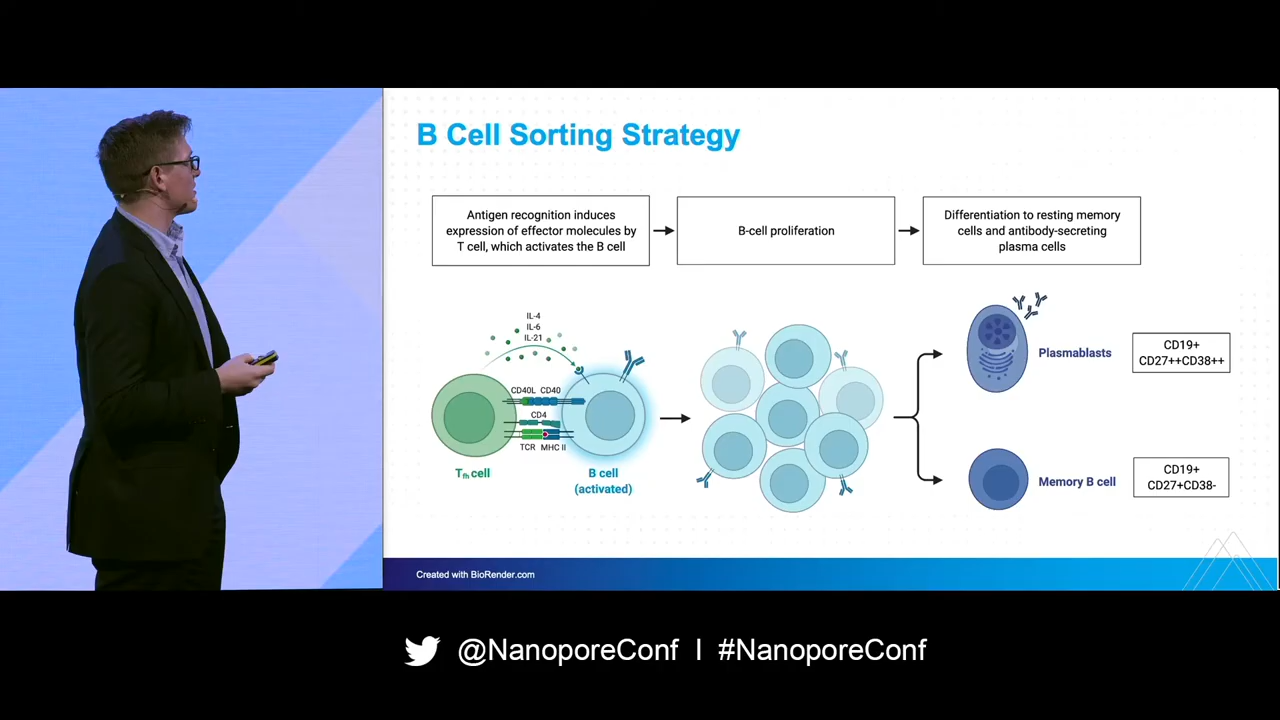 B Cell Sorting Strategy
Antigen recognition induces
expression of effector molecules by
T cell, which activates the B cell
B-cell proliferation
Differentiation to resting memory
cells and antibody-secreting
plasma cells
IL-4
IL-6
IL-21
CD40L CD40
CD4
TCR MHC II
Tfh cell
B cell
(activated)
Plasmablasts
CD19+
CD27++CD38++
Memory B cell
CD19+
CD27+CD38-
Created with BioRender.com
@NanoporeConf | #NanoporeConf